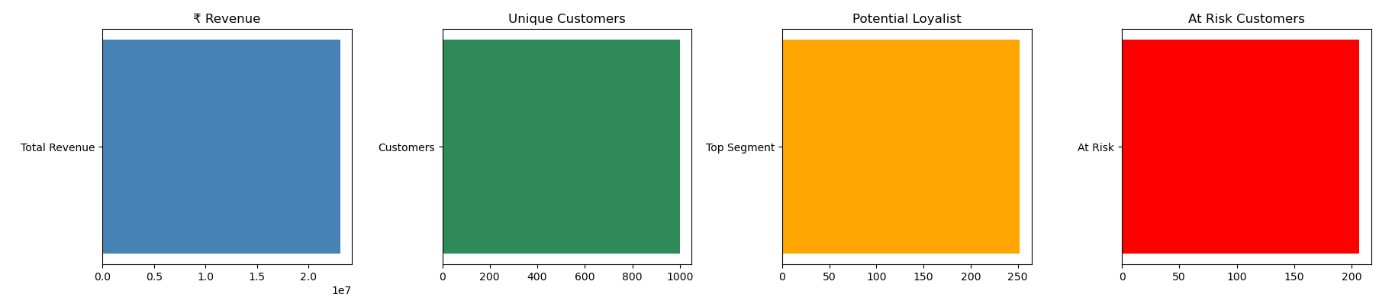 ₹ Revenue
Total Revenue
0.0 0.5 1.0 1.5 2.0
1e7
Unique Customers
Customers
0 200 400 600 800 1000
Potential Loyalist
Top Segment
0 50 100 150 200 250
At Risk Customers
At Risk
0 50 100 150 200